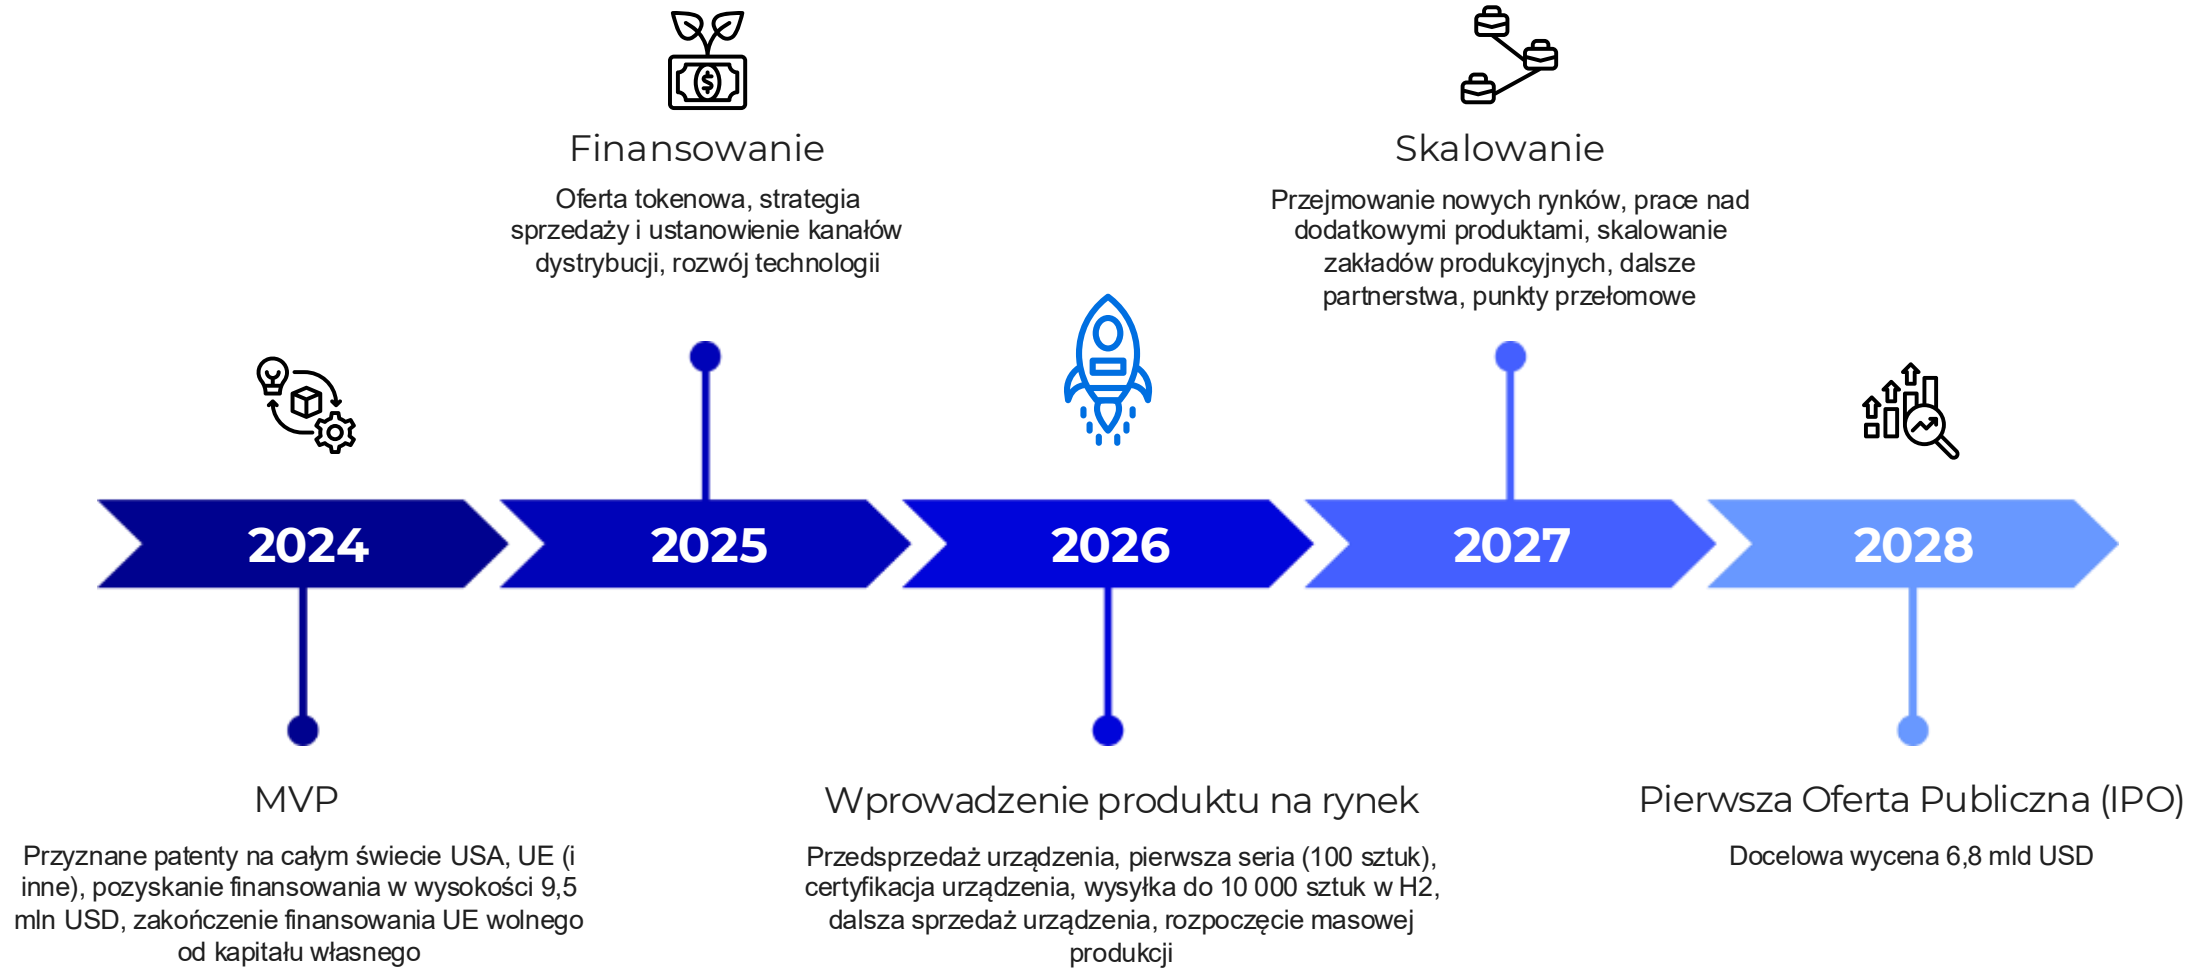 Finansowanie
Oferta tokenowa, strategia
sprzedaży i ustanowienie kanałów
dystrybucji, rozwój technologii
Skalowanie
Przejmowanie nowych rynków, prace nad
dodatkowymi produktami, skalowanie
zakładów produkcyjnych, dalsze
partnerstwa, punkty przełomowe
2024
2025
2026
2027
2028
MVP
Przyznane patenty na całym świecie USA, UE (i
inne), pozyskanie finansowania w wysokości 9,5
mln USD, zakończenie finansowania UE wolnego
od kapitału własnego
Wprowadzenie produktu na rynek
Przedsprzedaż urządzenia, pierwsza seria (100 sztuk),
certyfikacja urządzenia, wysyłka do 10 000 sztuk w H2,
dalsza sprzedaż urządzenia, rozpoczęcie masowej
produkcji
Pierwsza Oferta Publiczna (IPO)
Docelowa wycena 6,8 mld USD